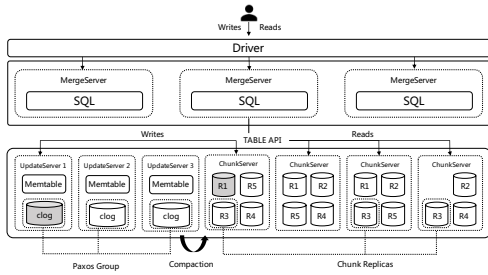 Writes Reads
Driver
MergeServer MergeServer MergeServer
SQL SQL SQL
TABLE API
Writes Reads
UpdateServer 1 UpdateServer 2 UpdateServer 3 ChunkServer ChunkServer ChunkServer ChunkServer
Memtable Memtable Memtable R1 R5 R1 R2 R1 R2 R2
clog clog clog R3 R4 R5 R4 R3 R5 R3 R4
Paxos Group Compaction Chunk Replicas